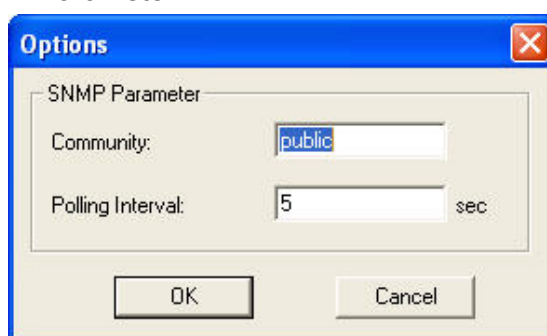 Options
SNMP Parameter
Community: public
Polling Interval: 5 sec
OK Cancel